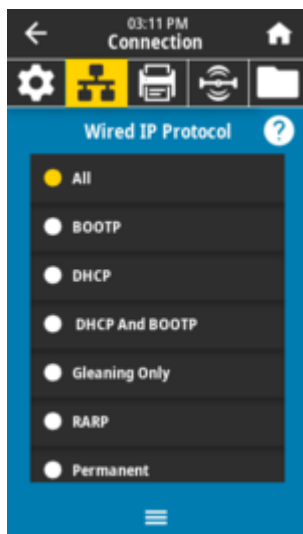 03:11 PM
Connection
Wired IP Protocol
?
All
BOOTP
DHCP
DHCP And BOOTP
Gleaning Only
RARP
Permanent